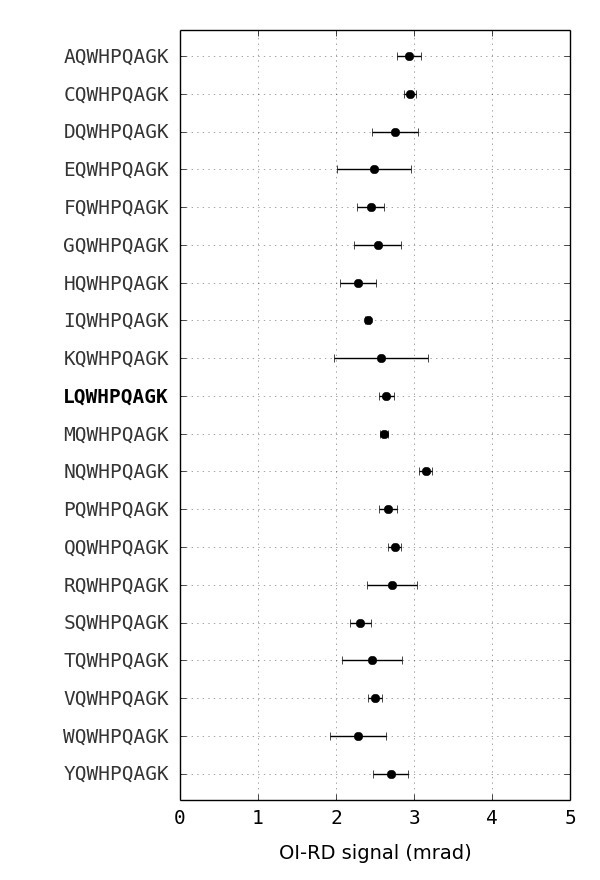 AQWHPQAGK
CQWHPQAGK
DQWHPQAGK
EQWHPQAGK
FQWHPQAGK
GQWHPQAGK
HQWHPQAGK
IQWHPQAGK
KQWHPQAGK
LQWHPQAGK
MQWHPQAGK
NQWHPQAGK
PQWHPQAGK
QQWHPQAGK
RQWHPQAGK
SQWHPQAGK
TQWHPQAGK
VQWHPQAGK
WQWHPQAGK
YQWHPQAGK
0 1 2 3 4 5
OI-RD signal (mrad)